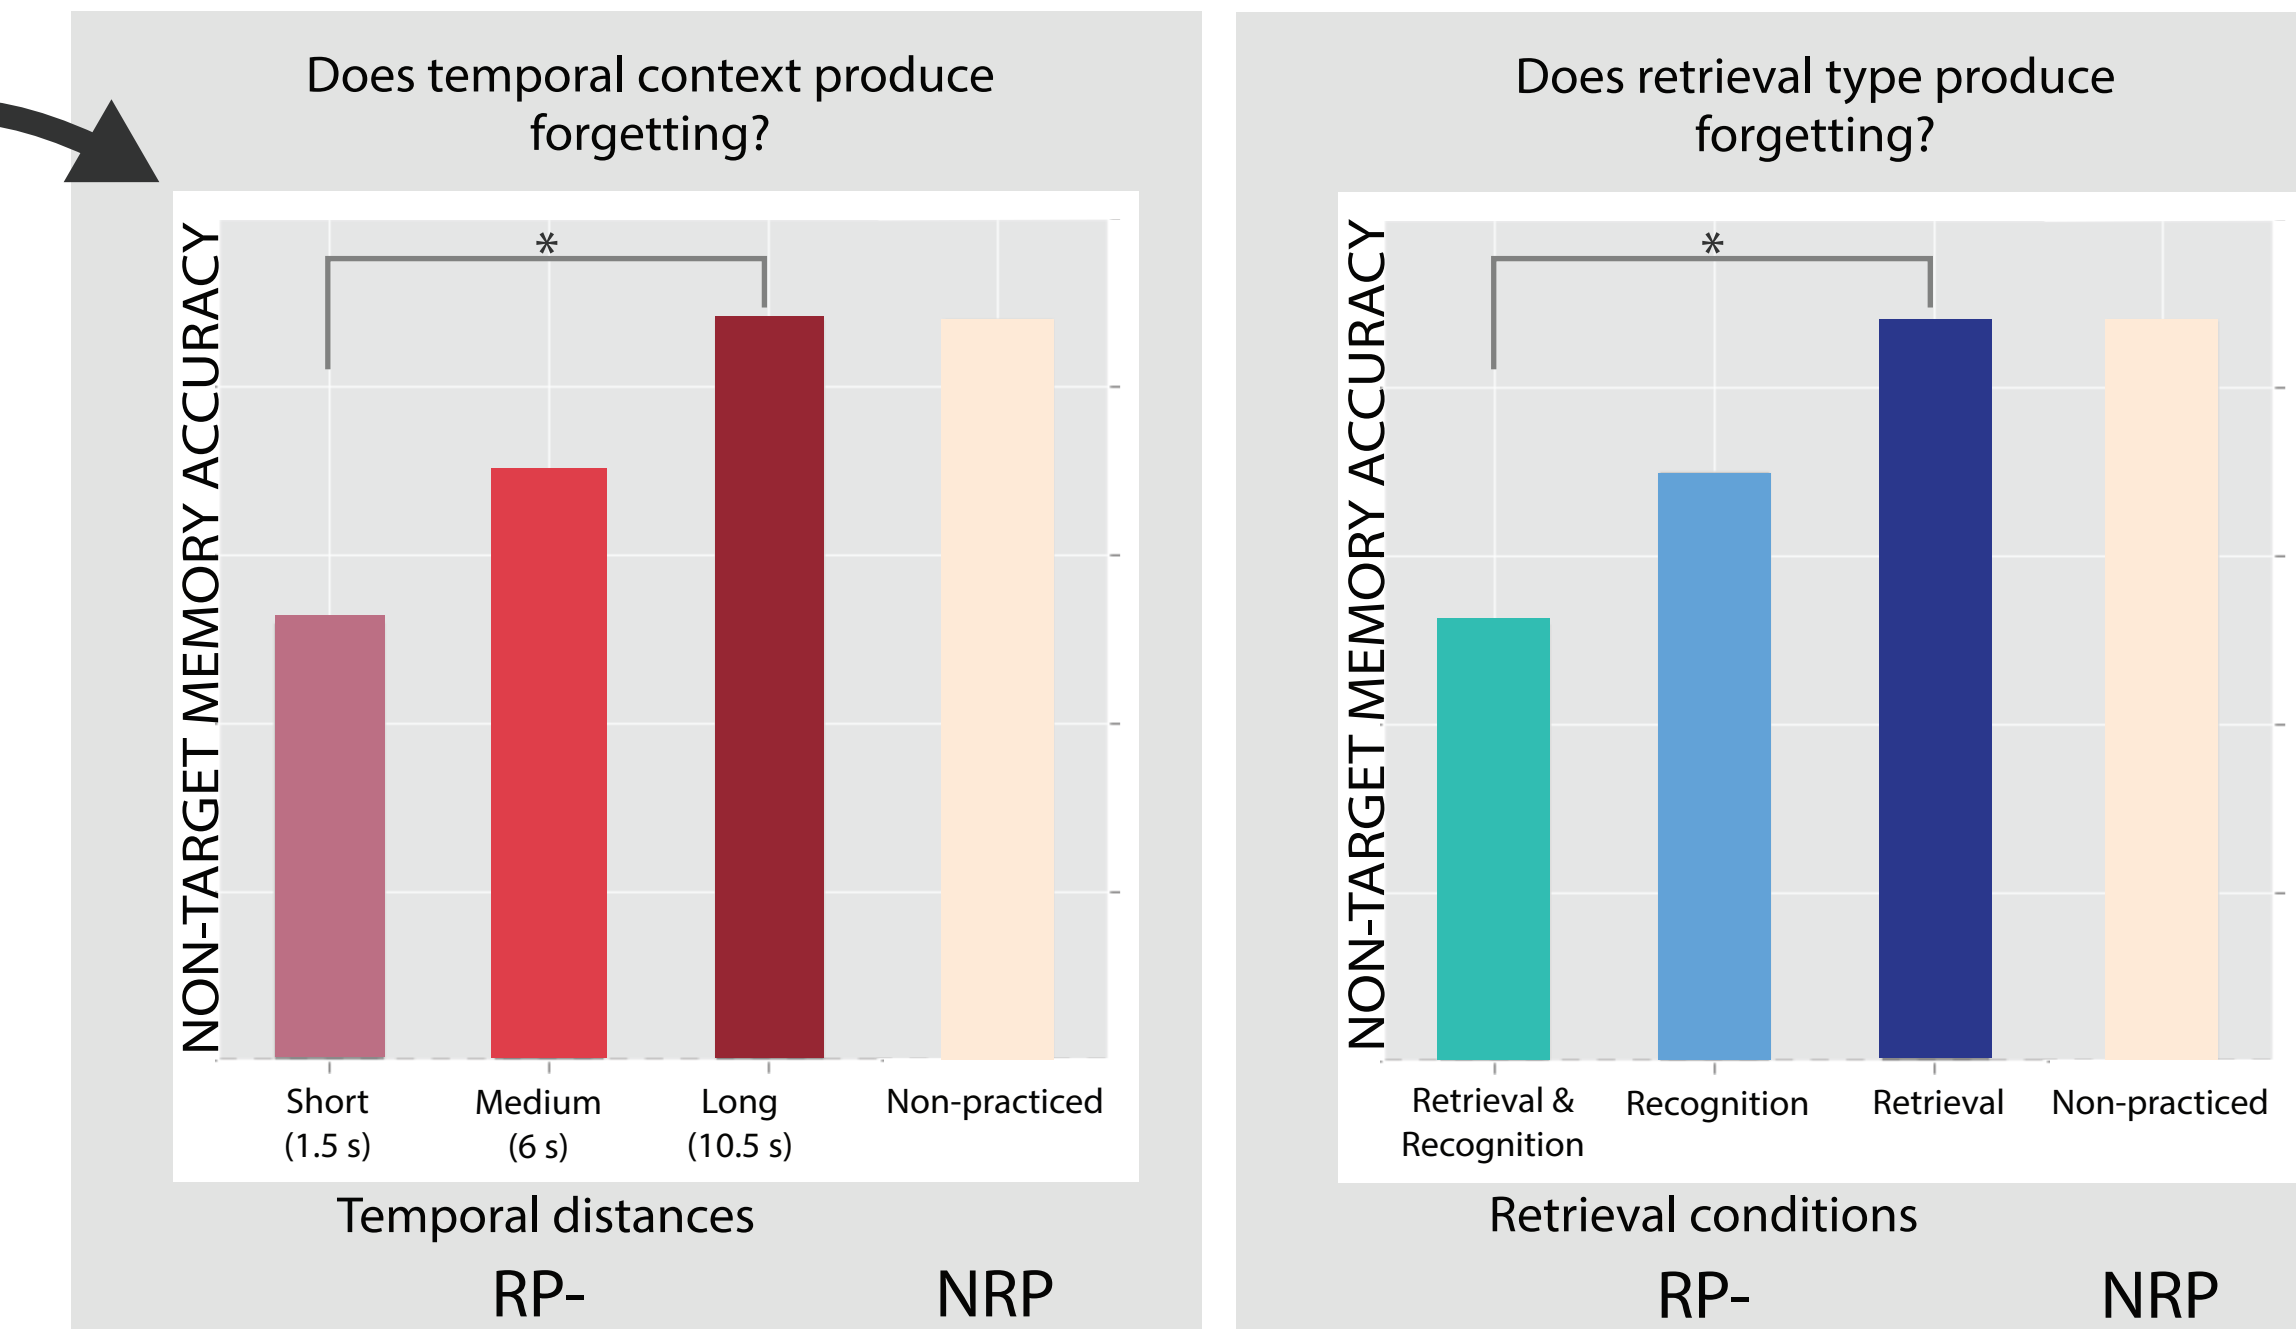 Does temporal context produce
forgetting?
NON-TARGET MEMORY ACCURACY
*
Short
(1.5 s)
Medium
(6 s)
Long
(10.5 s)
Non-practiced
Temporal distances
RP-
NRP
Does retrieval type produce
forgetting?
NON-TARGET MEMORY ACCURACY
*
Retrieval &
Recognition
Recognition
Retrieval
Non-practiced
Retrieval conditions
RP-
NRP